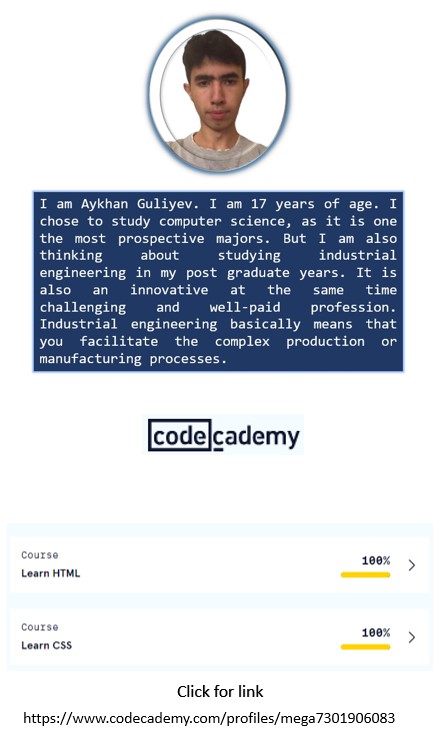 I am Aykhan Guliyev. I am 17 years of age. I
chose to study computer science, as it is one
the most prospective majors. But I am also
thinking about studying industrial
engineering in my post graduate years. It is
also an innovative at the same time
challenging and well-paid profession.
Industrial engineering basically means that
you facilitate the complex production or
manufacturing processes.
codecademy
Course
Learn HTML
100%
Course
Learn CSS
100%
Click for link
https://www.codecademy.com/profiles/mega7301906083